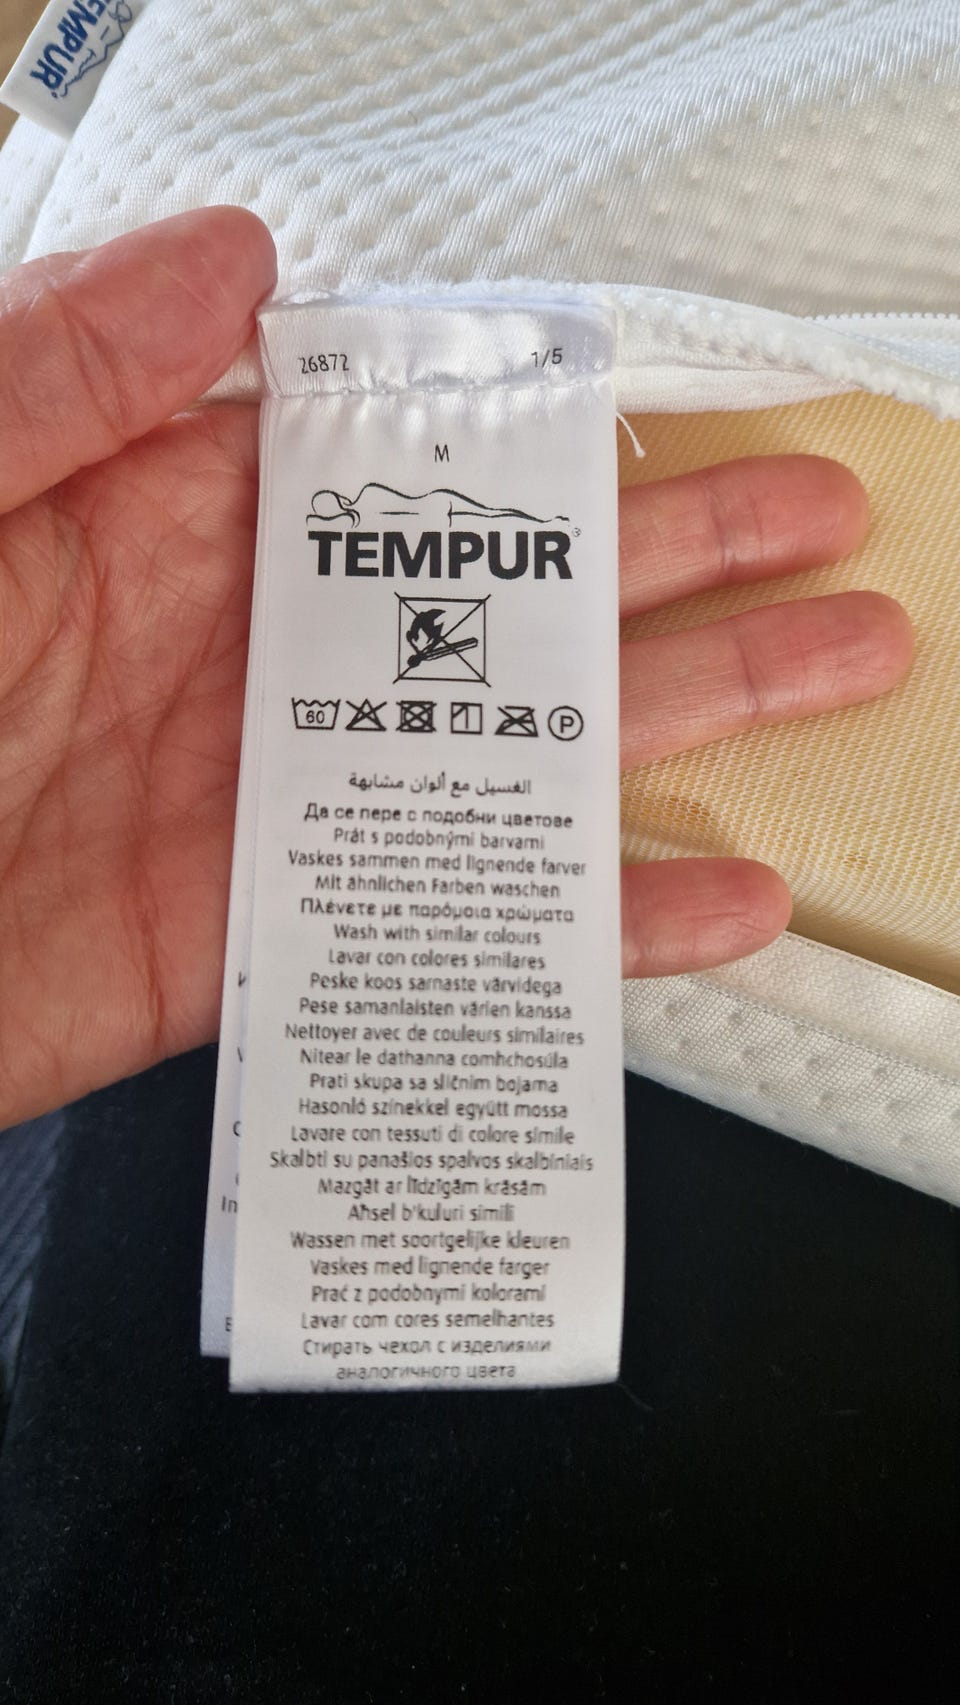 TEMPUR
26872 1/5
M
TEMPUR®
60
P
الغسيل مع ألوان مشابهة
Да се пере с подобни цветове
Prát s podobnými barvami
Vaskes sammen med lignende farver
Mit ähnlichen Farben waschen
Πλένετε με παρόμοια χρώματα
Wash with similar colours
Lavar con colores similares
Peske koos sarnaste värvidega
Pese samanlaisten värien kanssa
Nettoyer avec de couleurs similaires
Nitear le dathanna comhchosúla
Prati skupa sa sličnim bojama
Hasonló színekkel együtt mossa
Lavare con tessuti di colore simile
Skalbti su panašios spalvos skalbiniais
Mazgāt ar līdzīgām krāsām
Aħsel b'kuluri simili
Wassen met soortgelijke kleuren
Vaskes med lignende farger
Prać z podobnymi kolorami
Lavar com cores semelhantes
Стирать чехол с изделиями
аналогичного цвета